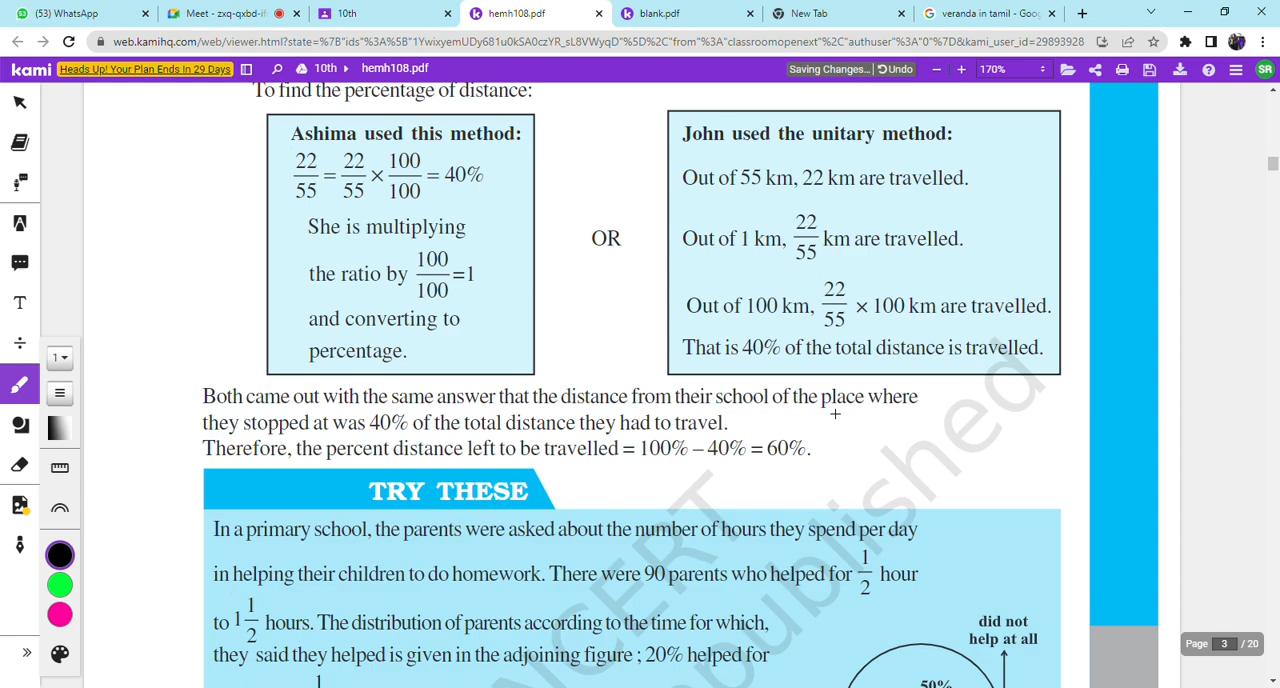 (53) WhatsApp
Meet - zxq-qxbd-if
10th
hemh108.pdf
blank.pdf
New Tab
veranda in tamil - Goo
web.kamihq.com/web/viewer.html?state=%7B"ids"%3A%5B"1YwixyemUDy681u0kSA0czYR_sL8VWyqD"%5D%2C"from"%3A"classroomopenext"%2C"authuser"%3A"0"%7D&kami_user_id=29893928
kami
Heads Up! Your Plan Ends In 29 Days
10th
hemh108.pdf
Saving Changes...
Undo
170%
SR
To find the percentage of distance:
Ashima used this method:
22/55 = 22/55 × 100/100 = 40%
She is multiplying
the ratio by 100/100 = 1
and converting to
percentage.
OR
John used the unitary method:
Out of 55 km, 22 km are travelled.
Out of 1 km, 22/55 km are travelled.
Out of 100 km, 22/55 × 100 km are travelled.
That is 40% of the total distance is travelled.
Both came out with the same answer that the distance from their school of the place where
they stopped at was 40% of the total distance they had to travel.
Therefore, the percent distance left to be travelled = 100% – 40% = 60%.
TRY THESE
In a primary school, the parents were asked about the number of hours they spend per day
in helping their children to do homework. There were 90 parents who helped for 1/2 hour
to 1 1/2 hours. The distribution of parents according to the time for which,
they said they helped is given in the adjoining figure ; 20% helped for
did not
help at all
50%
1
T
1
Page 3 / 20
NCERT
republished